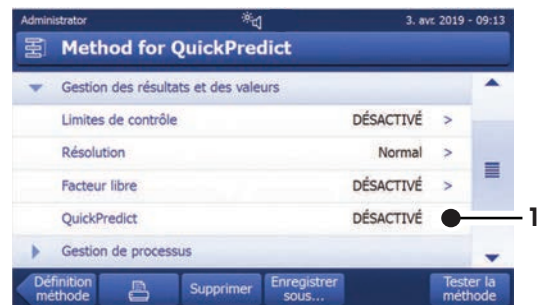 Administrator 3. avr. 2019 - 09:13
Method for QuickPredict
Gestion des résultats et des valeurs
Limites de contrôle DÉSACTIVÉ >
Résolution Normal >
Facteur libre DÉSACTIVÉ >
QuickPredict DÉSACTIVÉ 1
Gestion de processus
Définition méthode Supprimer Enregistrer sous... Tester la méthode